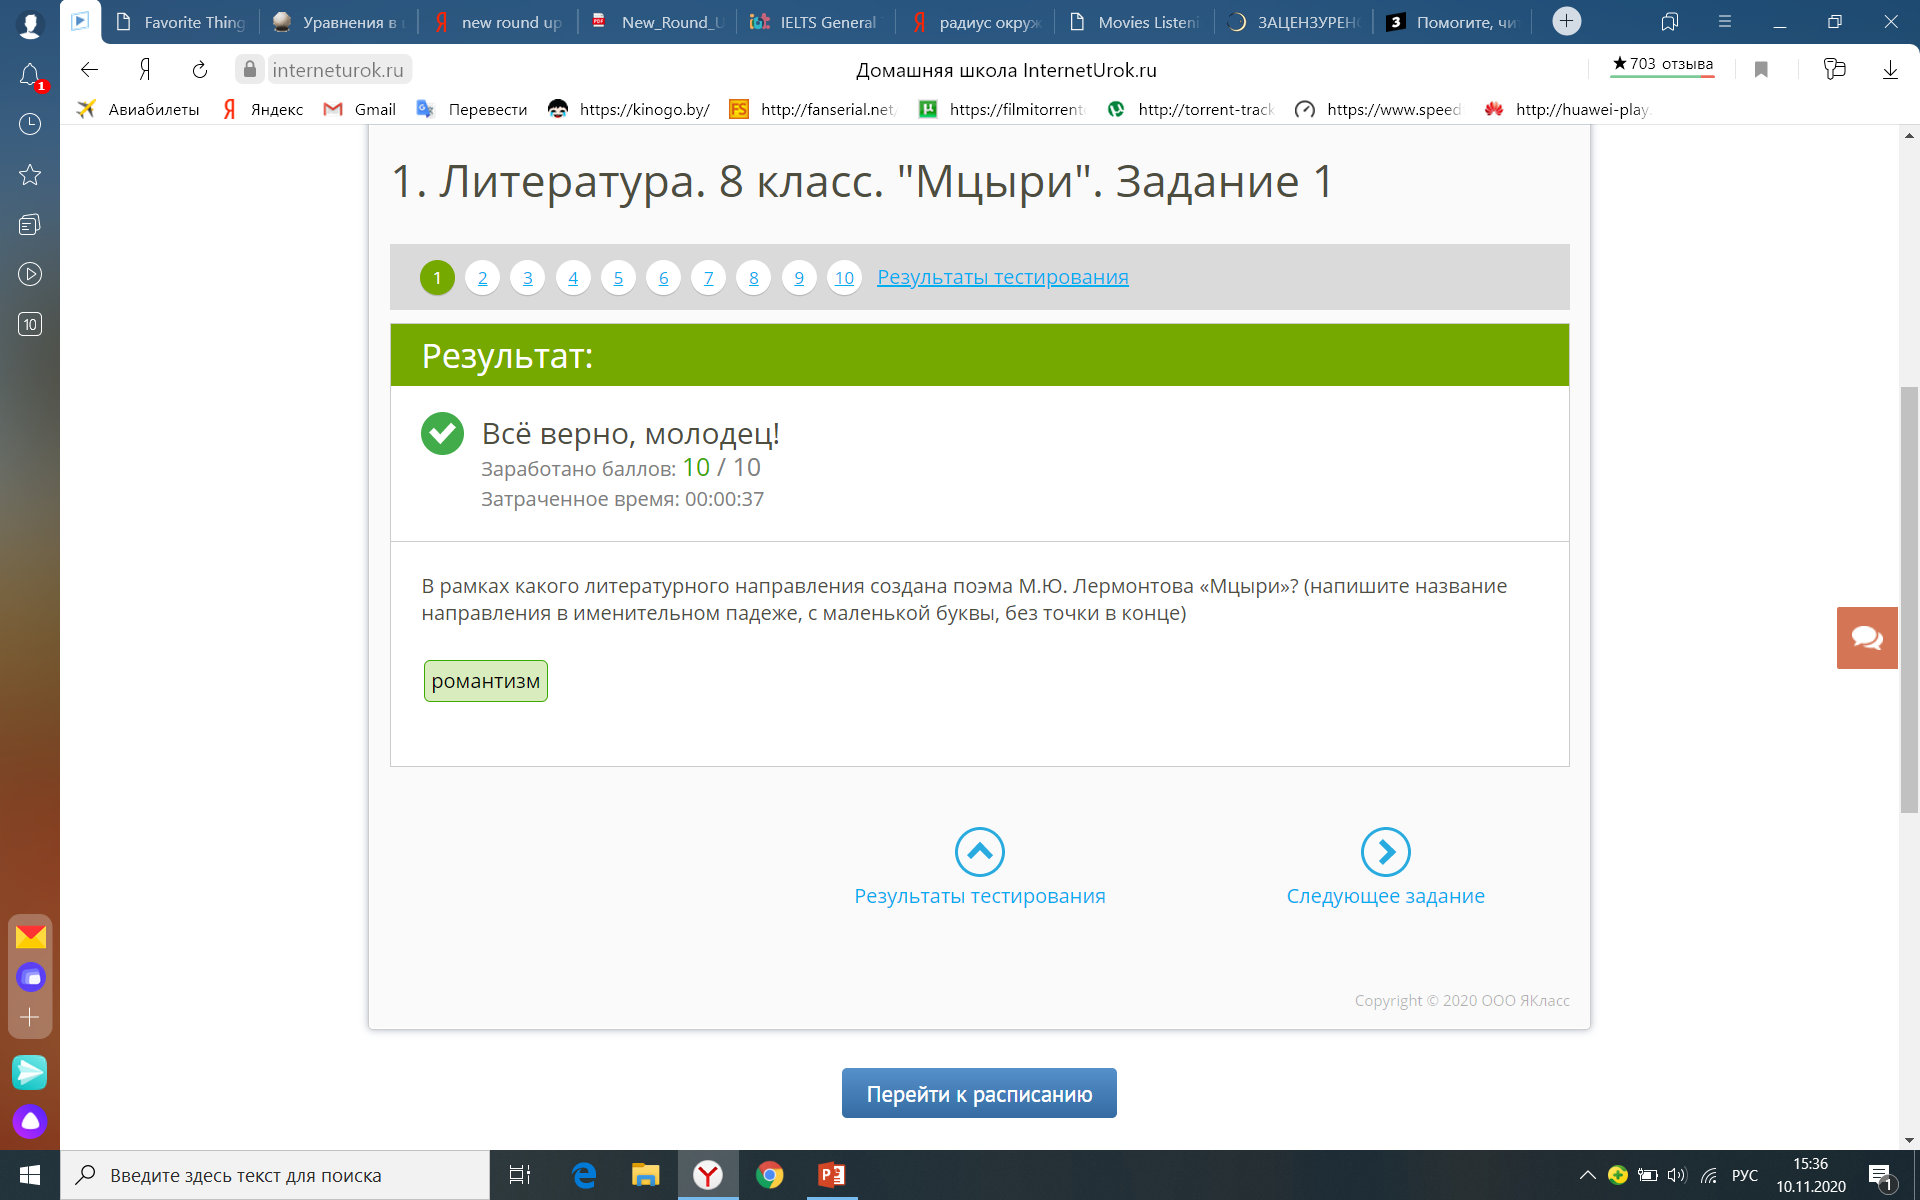 Favorite Thing
Уравнения в
new round up
New_Round_U
IELTS General
радиус окруж
Movies Listeni
ЗАЦЕНЗУРЕН
Помогите, чи
interneturok.ru
Домашняя школа InternetUrok.ru
★703 отзыва
Авиабилеты
Яндекс
Gmail
Перевести
https://kinogo.by/
http://fanserial.net
https://filmitorrent
http://torrent-track
https://www.speed
http://huawei-play.
1
10
1. Литература. 8 класс. "Мцыри". Задание 1
1 2 3 4 5 6 7 8 9 10 Результаты тестирования
Результат:
Всё верно, молодец!
Заработано баллов: 10 / 10
Затраченное время: 00:00:37
В рамках какого литературного направления создана поэма М.Ю. Лермонтова «Мцыри»? (напишите название
направления в именительном падеже, с маленькой буквы, без точки в конце)
романтизм
Результаты тестирования
Следующее задание
Copyright © 2020 ООО ЯКласс
Перейти к расписанию
Введите здесь текст для поиска
РУС
15:36
10.11.2020
1